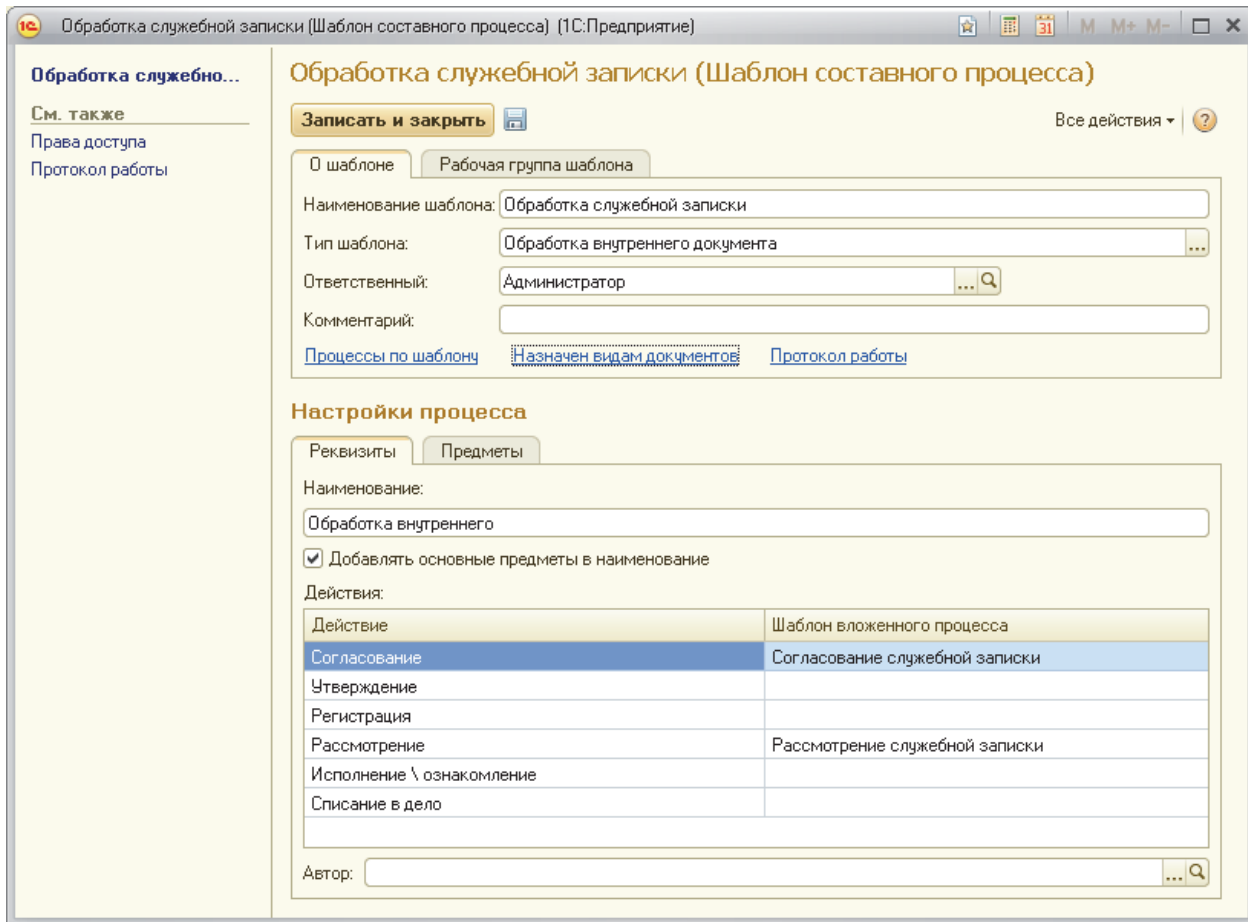 1С Обработка служебной записки (Шаблон составного процесса) (1С:Предприятие) 31 M M+ M-
Обработка служебно...
См. также
Права доступа
Протокол работы
Обработка служебной записки (Шаблон составного процесса)
Записать и закрыть Все действия ?
О шаблоне Рабочая группа шаблона
Наименование шаблона: Обработка служебной записки
Тип шаблона: Обработка внутреннего документа ...
Ответственный: Администратор ...
Комментарий:
Процессы по шаблону Назначен видам документов Протокол работы
Настройки процесса
Реквизиты Предметы
Наименование:
Обработка внутреннего
Добавлять основные предметы в наименование
Действия:
Действие Шаблон вложенного процесса
Согласование Согласование служебной записки
Утверждение
Регистрация
Рассмотрение Рассмотрение служебной записки
Исполнение \ ознакомление
Списание в дело
Автор: ...